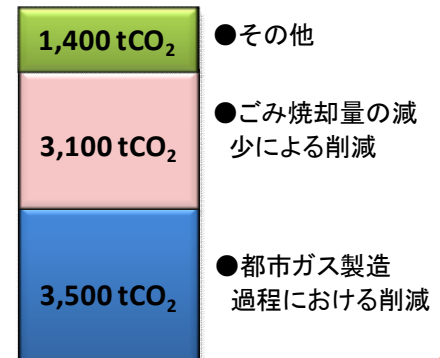 1,400 tCO₂
●その他
3,100 tCO₂
●ごみ焼却量の減
少による削減
3,500 tCO₂
●都市ガス製造
過程における削減